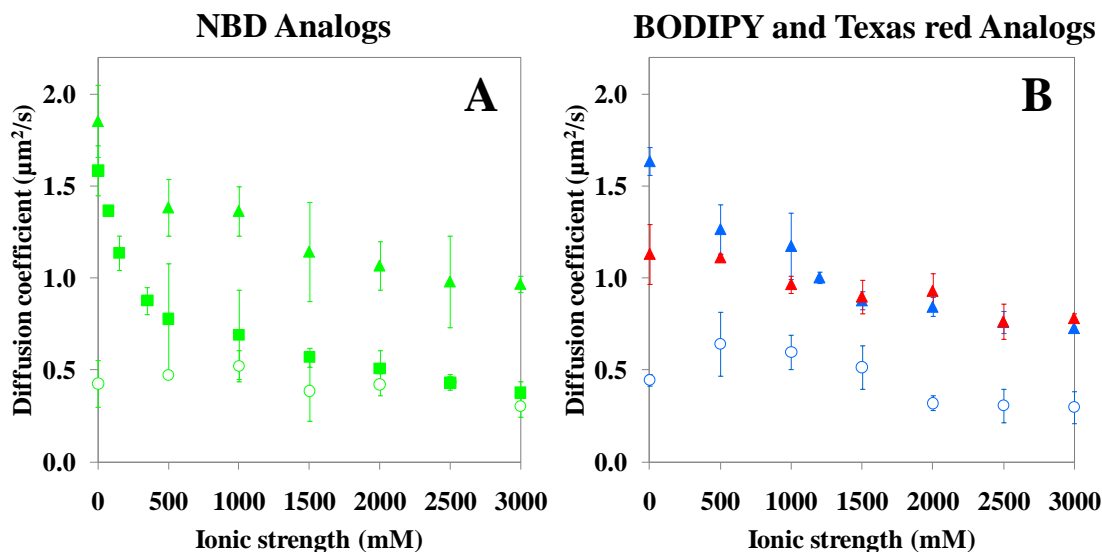 NBD Analogs
A
Diffusion coefficient (µm²/s)
2.0
1.5
1.0
0.5
0.0
0 500 1000 1500 2000 2500 3000
Ionic strength (mM)
BODIPY and Texas red Analogs
B
Diffusion coefficient (µm²/s)
2.0
1.5
1.0
0.5
0.0
0 500 1000 1500 2000 2500 3000
Ionic strength (mM)